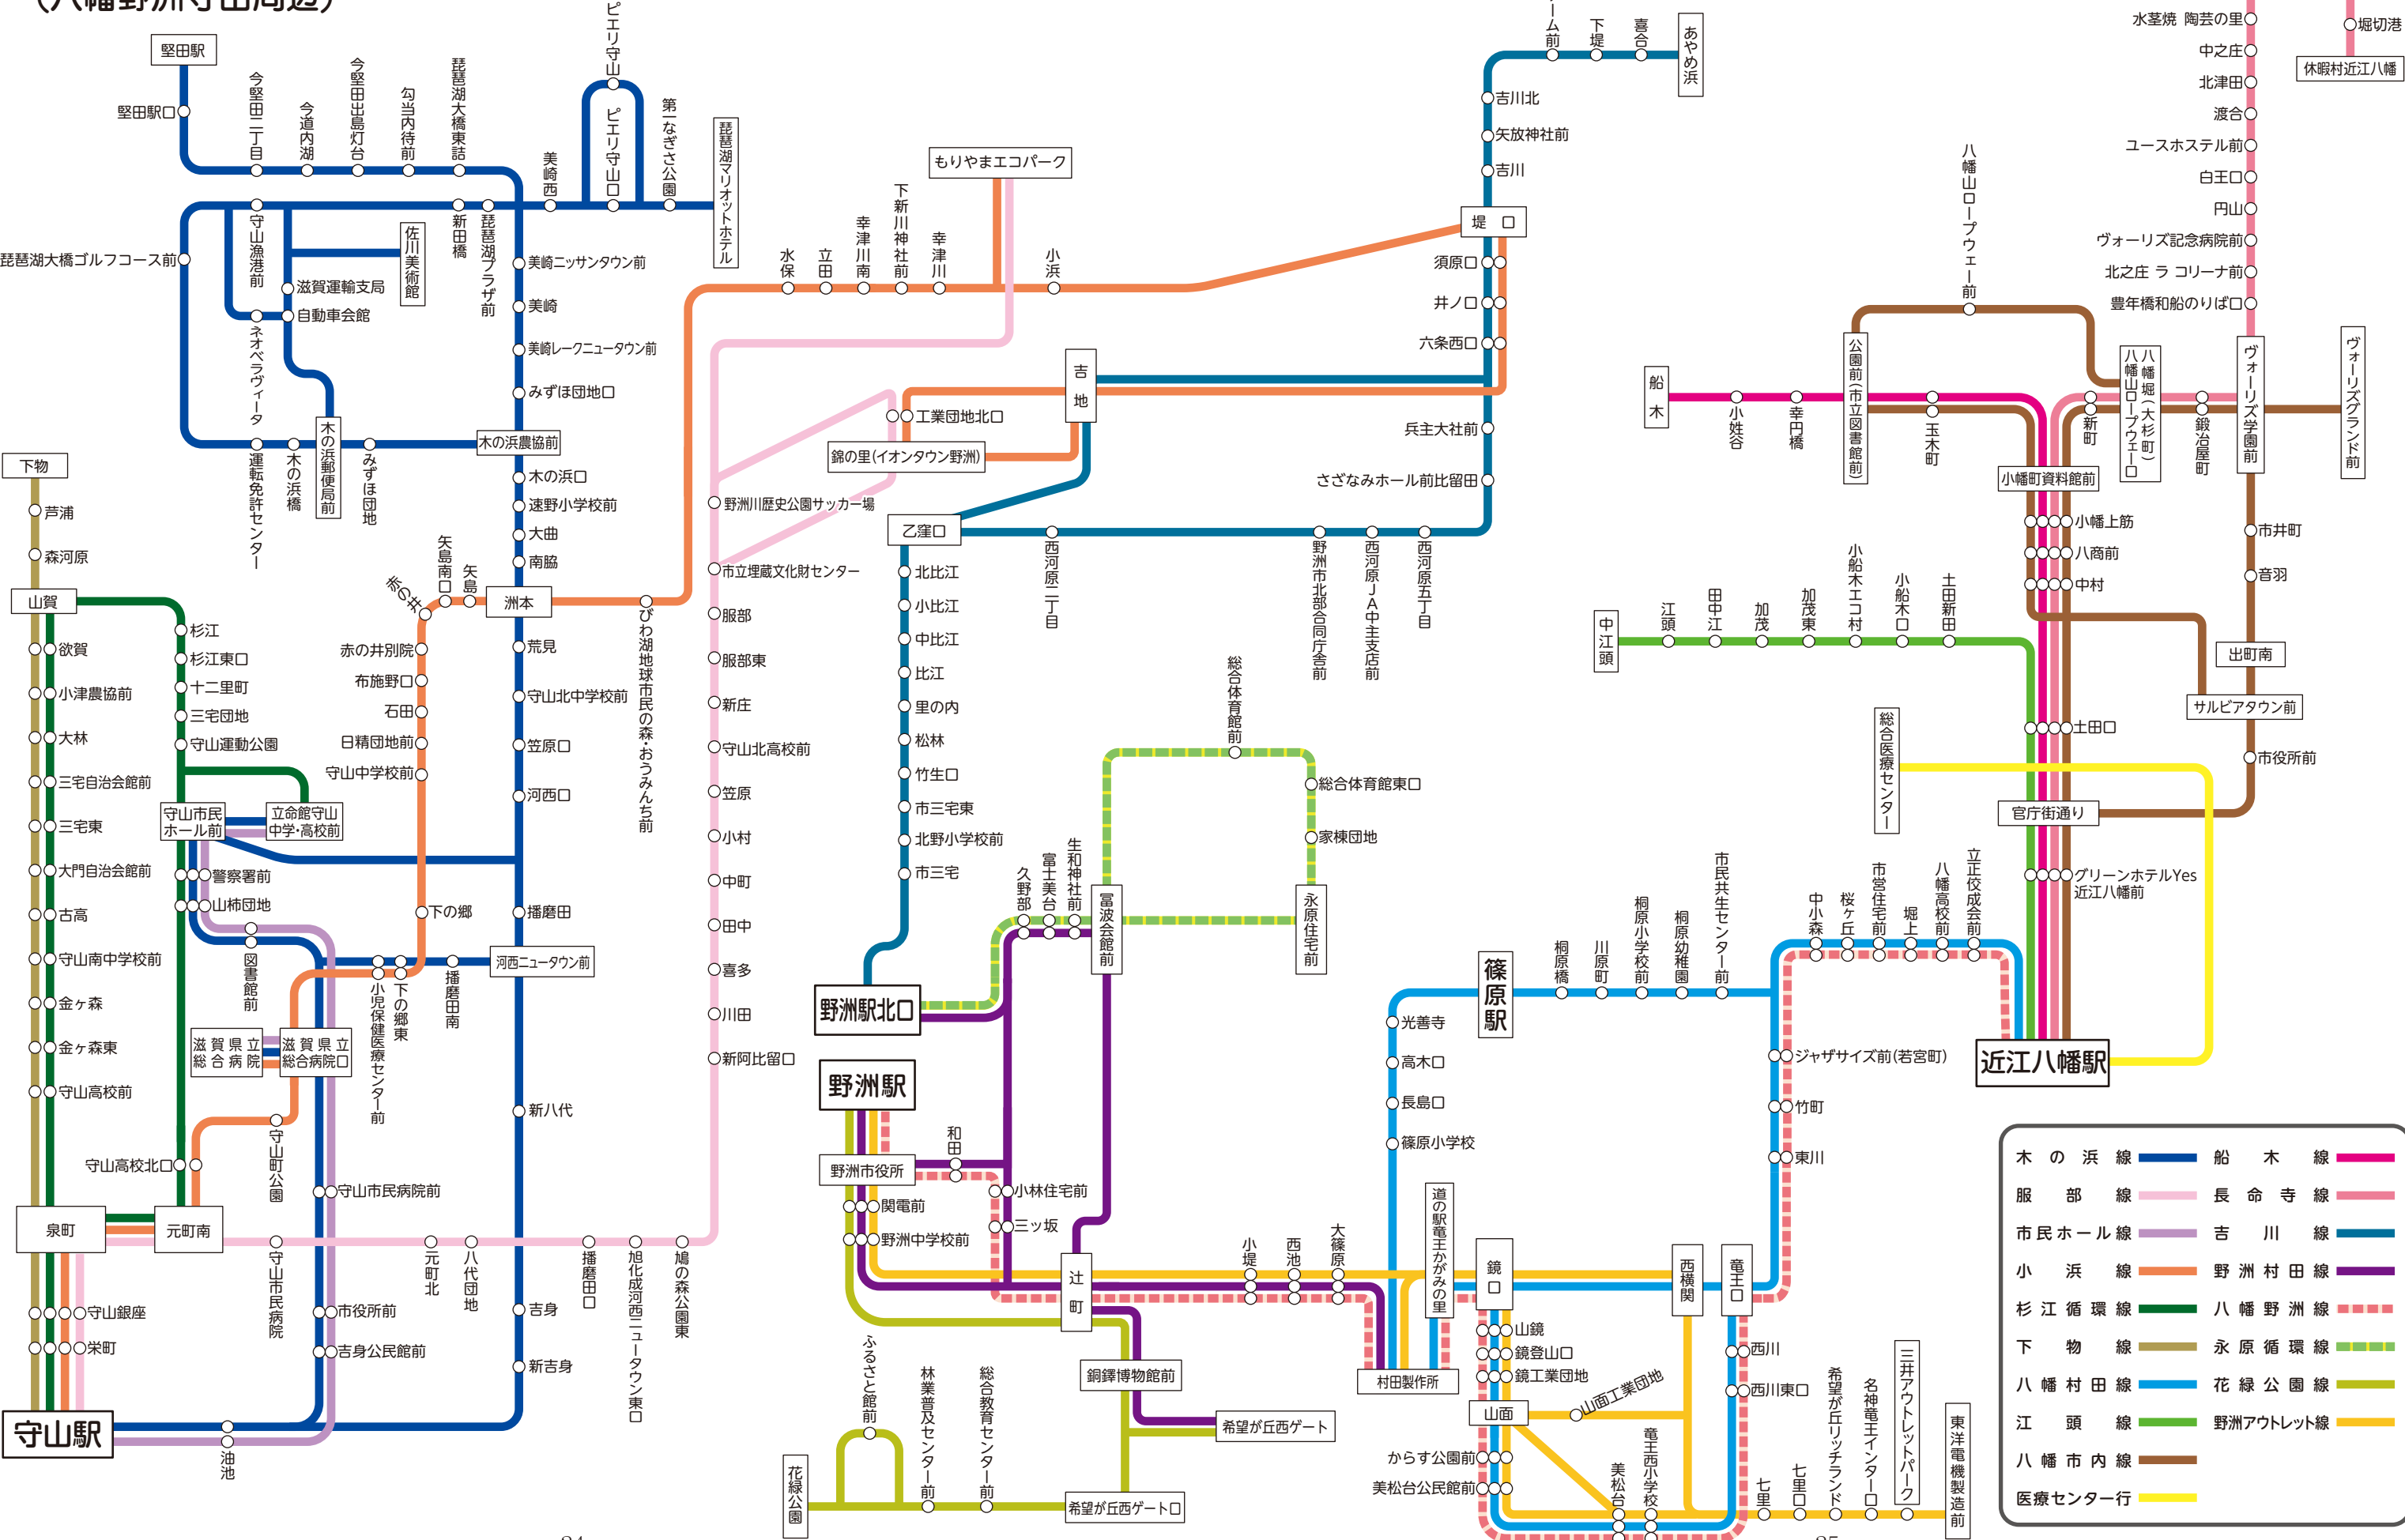 (八幡野洲守山周辺)
堅田駅
堅田駅口
今堅田二丁目
今道内湖
今堅田出島灯台
勾当内待前
琵琶湖大橋東詰
ピエリ守山
ピエリ守山口
美崎西
第一なぎさ公園
琵琶湖マリオットホテル
琵琶湖大橋ゴルフコース前
守山漁港前
新田橋
琵琶湖プラザ前
佐川美術館
滋賀運輸支局
自動車会館
ネオベラヴィータ
美崎ニッサンタウン前
美崎
美崎レークニュータウン前
みずほ団地口
木の浜農協前
運転免許センター
木の浜橋
木の浜郵便局前
みずほ団地
木の浜口
速野小学校前
大曲
南脇
洲本
荒見
守山北中学校前
笠原口
河西口
播磨田
河西ニュータウン前
新八代
吉身
新吉身
下物
芦浦
森河原
山賀
欲賀
小津農協前
大林
三宅自治会館前
三宅東
大門自治会館前
古高
守山南中学校前
金ヶ森
金ヶ森東
守山高校前
泉町
守山銀座
栄町
守山駅
杉江
杉江東口
十二里町
三宅団地
守山運動公園
守山市民
ホール前
立命館守山
中学・高校前
警察署前
山柿団地
図書館前
滋賀県立
総合病院
滋賀県立
総合病院口
守山町公園
守山高校北口
元町南
守山市民病院前
市役所前
吉身公民館前
油池
矢島南口
矢島
赤の井
赤の井別院
布施野口
石田
日精団地前
守山中学校前
下の郷
小児保健医療センター前
下の郷東
播磨田南
守山市民病院
元町北
八代団地
播磨田口
旭化成河西ニュータウン東口
鳩の森公園東
びわ湖地球市民の森・おうみんち前
水保
立田
幸津川南
下新川神社前
幸津川
もりやまエコパーク
小浜
工業団地北口
錦の里(イオンタウン野洲)
野洲川歴史公園サッカー場
市立埋蔵文化財センター
服部
服部東
新庄
守山北高校前
笠原
小村
中町
田中
喜多
川田
新阿比留口
ーム前
下堤
喜合
あやめ浜
吉川北
矢放神社前
吉川
堤口
須原口
井ノ口
六条西口
吉地
兵主大社前
さざなみホール前比留田
乙窪口
西河原二丁目
野洲市北部合同庁舎前
西河原JA中主支店前
西河原五丁目
北比江
小比江
中比江
比江
里の内
松林
竹生口
市三宅東
北野小学校前
市三宅
野洲駅北口
久野部
富士美台
生和神社前
冨波会館前
総合体育館前
総合体育館東口
家棟団地
永原住宅前
野洲駅
野洲市役所
和田
関電前
野洲中学校前
小林住宅前
三ッ坂
辻町
銅鐸博物館前
希望が丘西ゲート
希望が丘西ゲート口
総合教育センター前
林業普及センター前
ふるさと館前
花緑公園
小堤
西池
大篠原
道の駅竜王かがみの里
村田製作所
篠原駅
光善寺
高木口
長島口
篠原小学校
桐原橋
川原町
桐原小学校前
桐原幼稚園
市民共生センター前
中小森
桜ヶ丘
市営住宅前
堀上
八幡高校前
立正佼成会前
ジャザサイズ前(若宮町)
竹町
東川
鏡口
西横関
竜王口
山鏡
鏡登山口
鏡工業団地
山面
山面工業団地
からす公園前
美松台公民館前
美松台
竜王西小学校
西川
西川東口
七里
七里口
希望が丘リッチランド
名神竜王インター口
三井アウトレットパーク
東洋電機製造前
水茎焼 陶芸の里
中之庄
北津田
渡合
ユースホステル前
白王口
円山
ヴォーリズ記念病院前
北之庄 ラ コリーナ前
豊年橋和船のりば口
堀切港
休暇村近江八幡
八幡山ロープウェー前
公園前(市立図書館前)
八幡堀(大杉町)
八幡山ロープウェー口
ヴォーリズ学園前
ヴォーリズグランド前
船木
小姓谷
幸円橋
玉木町
新町
鍛冶屋町
小幡町資料館前
小幡上筋
八商前
中村
市井町
音羽
出町南
サルビアタウン前
市役所前
中江頭
江頭
田中江
加茂
加茂東
小船木エコ村
小船木口
土田新田
土田口
総合医療センター
官庁街通り
グリーンホテルYes
近江八幡前
近江八幡駅
木の浜線
船木線
服部線
長命寺線
市民ホール線
吉川線
小浜線
野洲村田線
杉江循環線
八幡野洲線
下物線
永原循環線
八幡村田線
花緑公園線
江頭線
野洲アウトレット線
八幡市内線
医療センター行